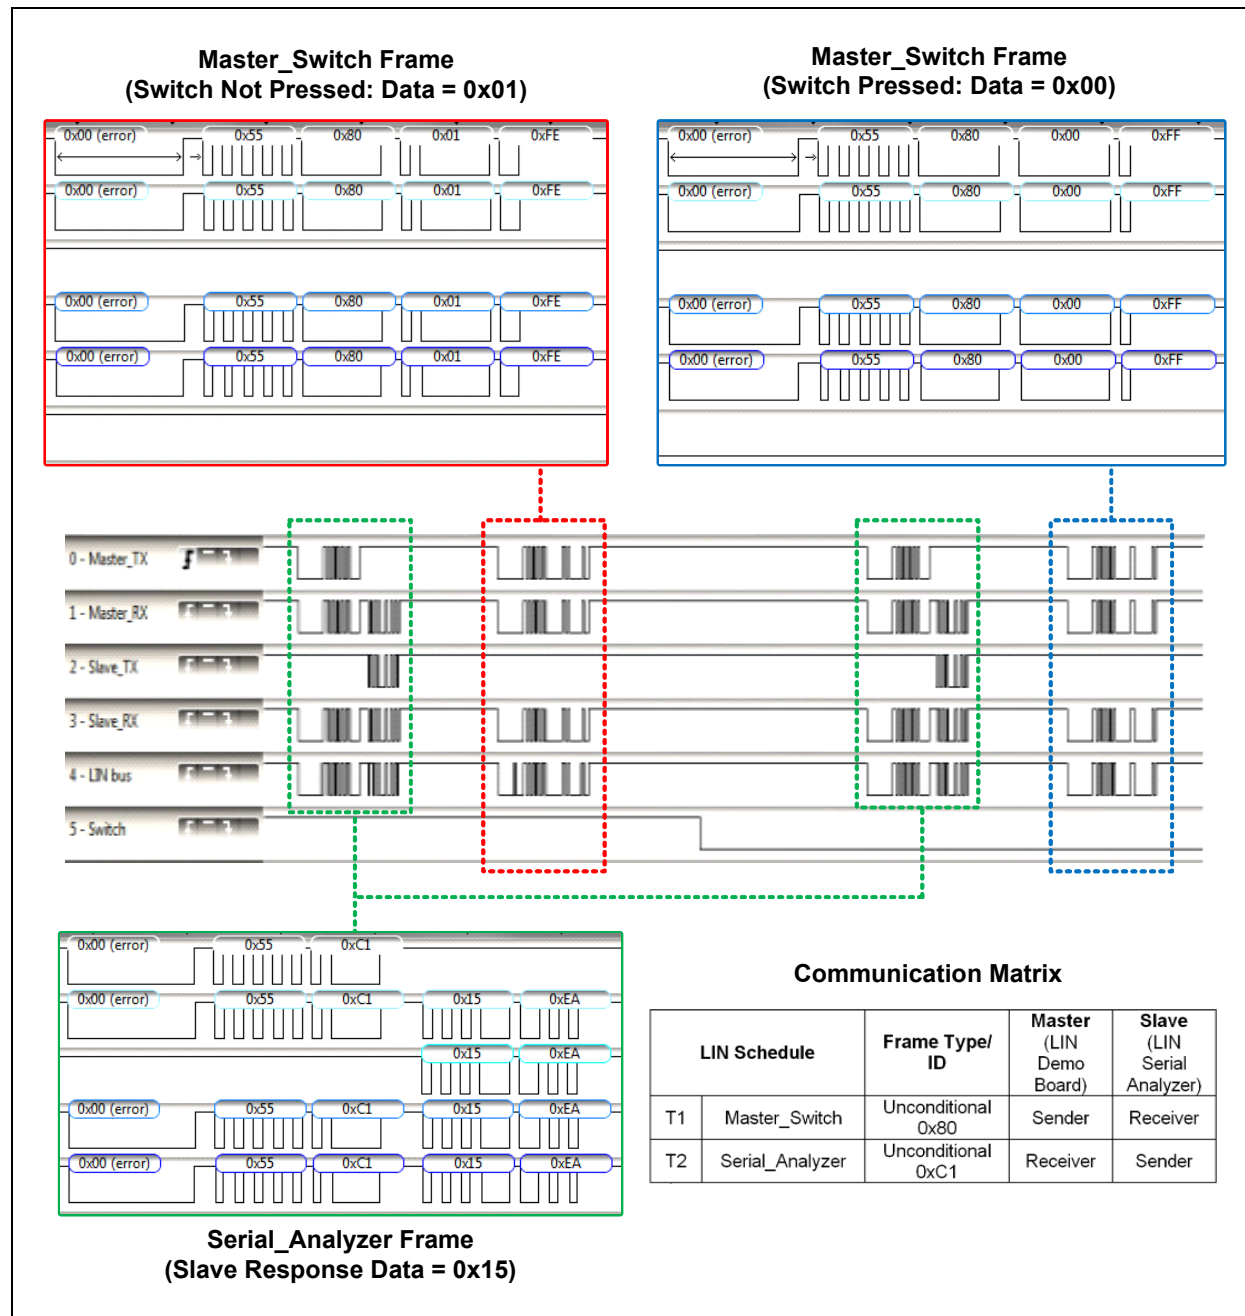 Master_Switch Frame
(Switch Not Pressed: Data = 0x01)
Master_Switch Frame
(Switch Pressed: Data = 0x00)
0x00 (error) 0x55 0x80 0x01 0xFE
0x00 (error) 0x55 0x80 0x01 0xFE
0x00 (error) 0x55 0x80 0x01 0xFE
0x00 (error) 0x55 0x80 0x01 0xFE
0x00 (error) 0x55 0x80 0x00 0xFF
0x00 (error) 0x55 0x80 0x00 0xFF
0x00 (error) 0x55 0x80 0x00 0xFF
0x00 (error) 0x55 0x80 0x00 0xFF
0 - Master_TX
1 - Master_RX
2 - Slave_TX
3 - Slave_RX
4 - LIN bus
5 - Switch
0x00 (error) 0x55 0xC1
0x00 (error) 0x55 0xC1 0x15 0xEA
0x15 0xEA
0x00 (error) 0x55 0xC1 0x15 0xEA
0x00 (error) 0x55 0xC1 0x15 0xEA
Serial_Analyzer Frame
(Slave Response Data = 0x15)
Communication Matrix
LIN Schedule
Frame Type/
ID
Master
(LIN
Demo
Board)
Slave
(LIN
Serial
Analyzer)
T1 Master_Switch
Unconditional
0x80
Sender Receiver
T2 Serial_Analyzer
Unconditional
0xC1
Receiver Sender